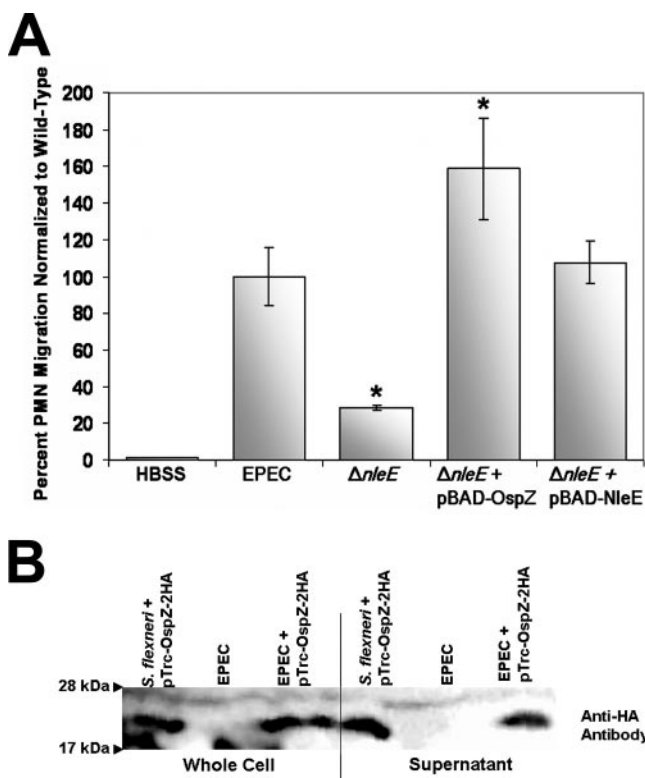 A
Percent PMN Migration Normalized to Wild-Type
200
180
160
140
120
100
80
60
40
20
0
*
*
HBSS
EPEC
ΔnleE
ΔnleE +
pBAD-OspZ
ΔnleE +
pBAD-NleE
B
S. flexneri +
pTrc-OspZ-2HA
EPEC
EPEC +
pTrc-OspZ-2HA
S. flexneri +
pTrc-OspZ-2HA
EPEC
EPEC +
pTrc-OspZ-2HA
28 kDa
17 kDa
Anti-HA
Antibody
Whole Cell
Supernatant